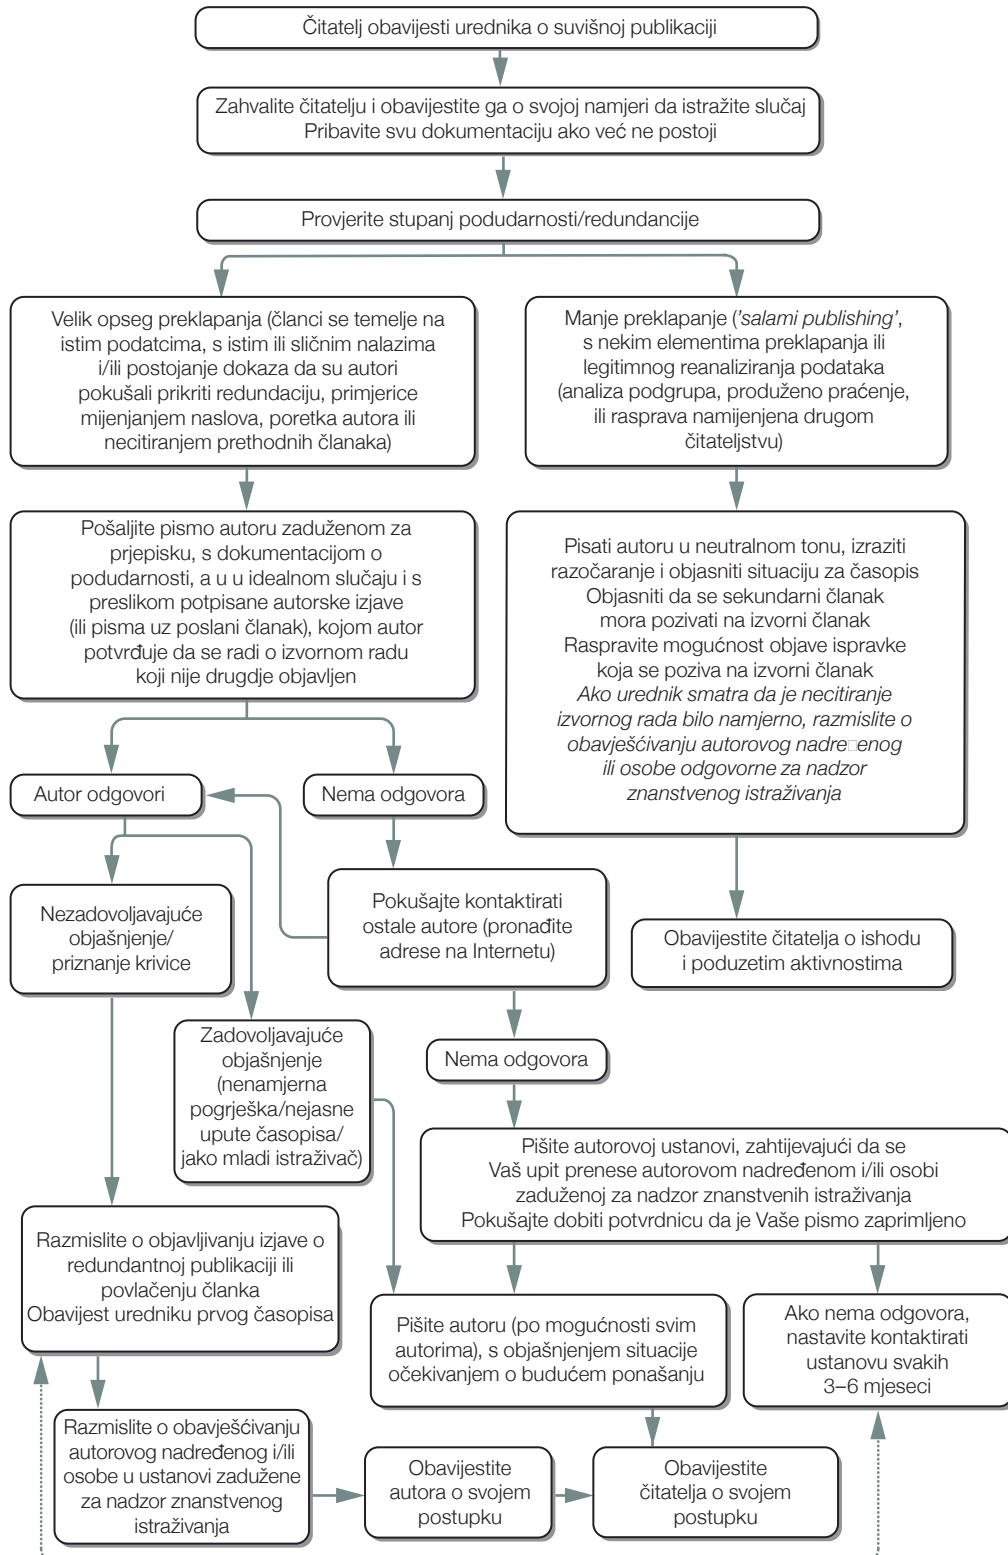 Čitatelj obavijesti urednika o suvišnoj publikaciji
Zahvalite čitatelju i obavijestite ga o svojoj namjeri da istražite slučaj
Pribavite svu dokumentaciju ako već ne postoji
Provjerite stupanj podudarnosti/redundancije
Velik opseg preklapanja (članci se temelje na
istim podatcima, s istim ili sličnim nalazima
i/ili postojanje dokaza da su autori
pokušali prikriti redundaciju, primjerice
mijenjanjem naslova, poretka autora ili
necitiranjem prethodnih članaka)
Manje preklapanje ('salami publishing',
s nekim elementima preklapanja ili
legitimnog reanaliziranja podataka
(analiza podgrupa, produženo praćenje,
ili rasprava namijenjena drugom
čitateljstvu)
Pošaljite pismo autoru zaduženom za
prjepisku, s dokumentacijom o
podudarnosti, a u u idealnom slučaju i s
preslikom potpisane autorske izjave
(ili pisma uz poslani članak), kojom autor
potvrđuje da se radi o izvornom radu
koji nije drugdje objavljen
Pisati autoru u neutralnom tonu, izraziti
razočaranje i objasniti situaciju za časopis
Objasniti da se sekundarni članak
mora pozivati na izvorni članak
Raspravite mogućnost objave ispravke
koja se poziva na izvorni članak
Ako urednik smatra da je necitiranje
izvornog rada bilo namjerno, razmislite o
obavješćivanju autorovog nadre□enog
ili osobe odgovorne za nadzor
znanstvenog istraživanja
Autor odgovori
Nema odgovora
Nezadovoljavajuće
objašnjenje/
priznanje krivice
Pokušajte kontaktirati
ostale autore (pronađite
adrese na Internetu)
Obavijestite čitatelja o ishodu
i poduzetim aktivnostima
Zadovoljavajuće
objašnjenje
(nenamjerna
pogrješka/nejasne
upute časopisa/
jako mladi istraživač)
Nema odgovora
Pišite autorovoj ustanovi, zahtijevajući da se
Vaš upit prenese autorovom nadređenom i/ili osobi
zaduženoj za nadzor znanstvenih istraživanja
Pokušajte dobiti potvrdnicu da je Vaše pismo zaprimljeno
Razmislite o objavljivanju izjave o
redundantnoj publikaciji ili
povlačenju članka
Obavijest uredniku prvog časopisa
Pišite autoru (po mogućnosti svim
autorima), s objašnjenjem situacije
očekivanjem o budućem ponašanju
Ako nema odgovora,
nastavite kontaktirati
ustanovu svakih
3–6 mjeseci
Razmislite o obavješćivanju
autorovog nadređenog i/ili
osobe u ustanovi zadužene
za nadzor znanstvenog
istraživanja
Obavijestite
autora o svojem
postupku
Obavijestite
čitatelja o svojem
postupku